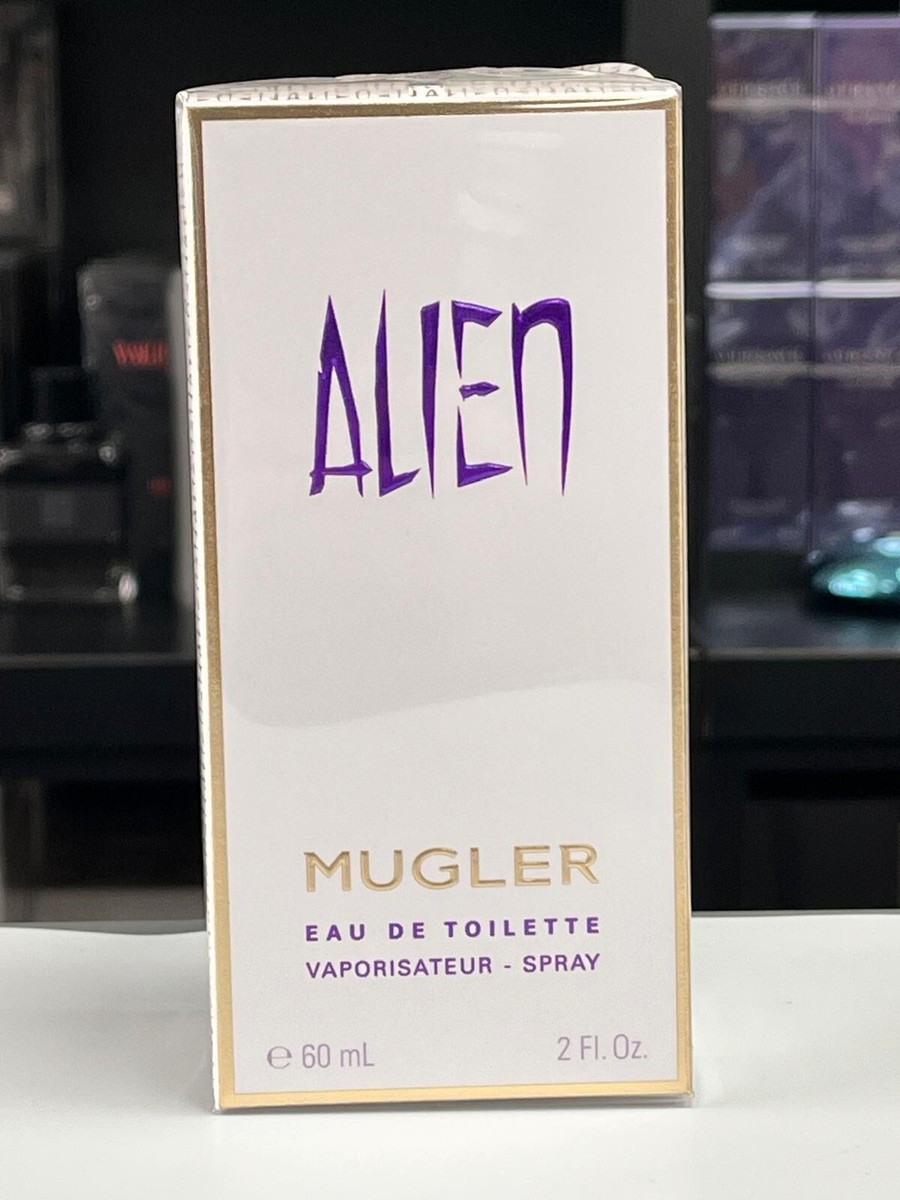 ALIEN
MUGLER
EAU DE TOILETTE
VAPORISATEUR - SPRAY
℮ 60 mL
2 Fl. Oz.